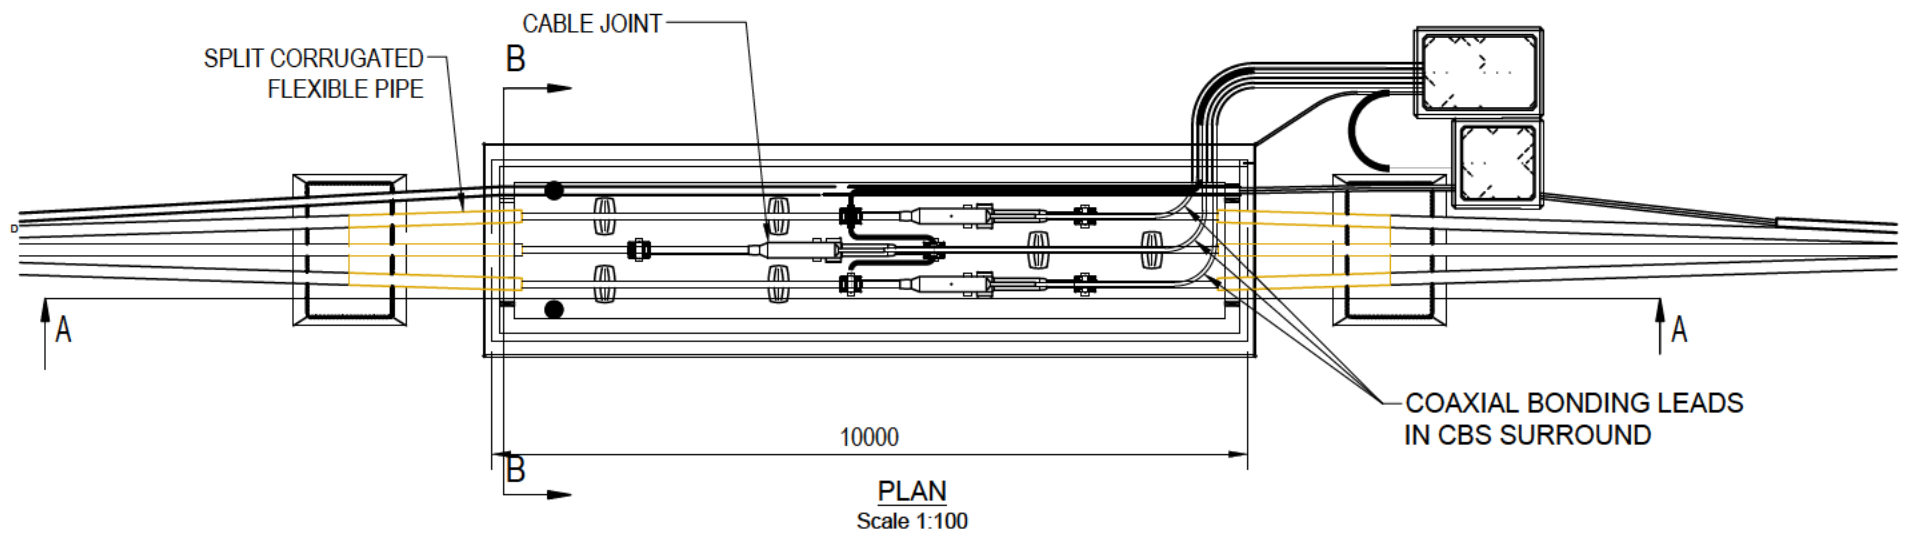 CABLE JOINT
SPLIT CORRUGATED
FLEXIBLE PIPE
B
D
A
A
COAXIAL BONDING LEADS
IN CBS SURROUND
10000
B
PLAN
Scale 1:100